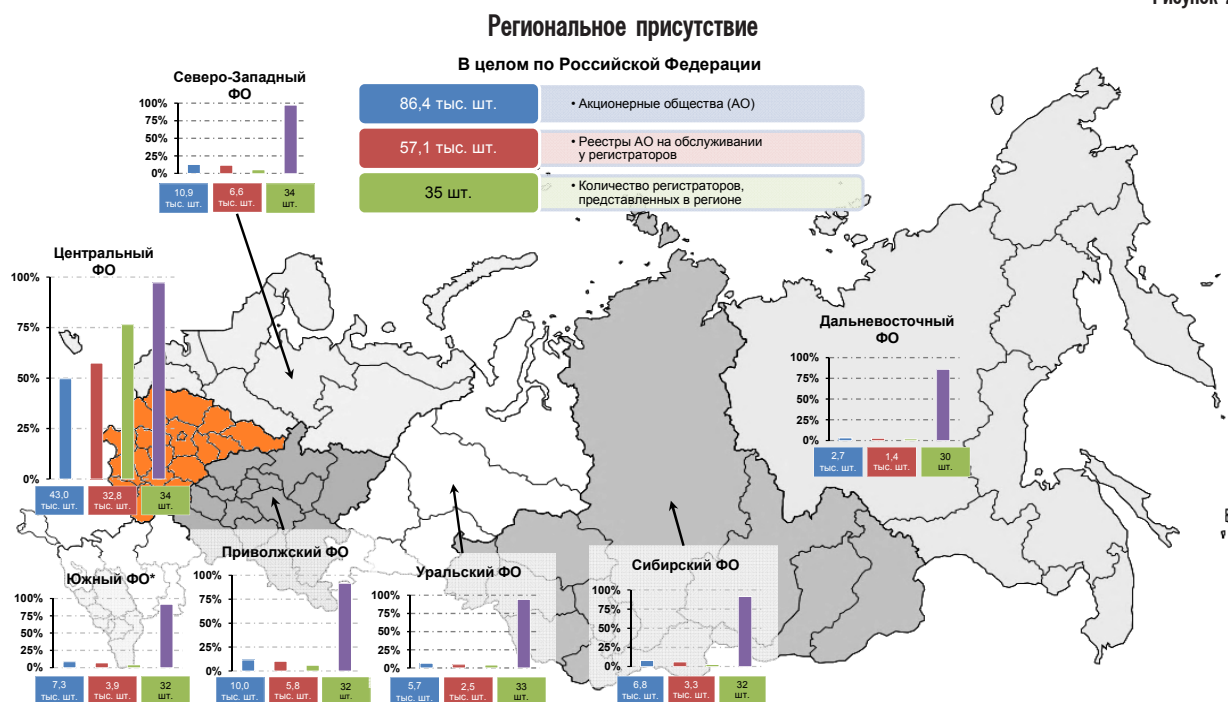 Региональное присутствие
В целом по Российской Федерации
86,4 тыс. шт.
• Акционерные общества (АО)
57,1 тыс. шт.
• Реестры АО на обслуживании
у регистраторов
35 шт.
• Количество регистраторов,
представленных в регионе
Северо-Западный
ФО
100%
75%
50%
25%
0%
10,9
тыс. шт.
6,6
тыс. шт.
34
шт.
Центральный
ФО
100%
75%
50%
25%
0%
43,0
тыс. шт.
32,8
тыс. шт.
34
шт.
Дальневосточный
ФО
100%
75%
50%
25%
0%
2,7
тыс. шт.
1,4
тыс. шт.
30
шт.
Южный ФО*
100%
75%
50%
25%
0%
7,3
тыс. шт.
3,9
тыс. шт.
32
шт.
Приволжский ФО
100%
75%
50%
25%
0%
10,0
тыс. шт.
5,8
тыс. шт.
32
шт.
Уральский ФО
100%
75%
50%
25%
0%
5,7
тыс. шт.
2,5
тыс. шт.
33
шт.
Сибирский ФО
100%
75%
50%
25%
0%
6,8
тыс. шт.
3,3
тыс. шт.
32
шт.